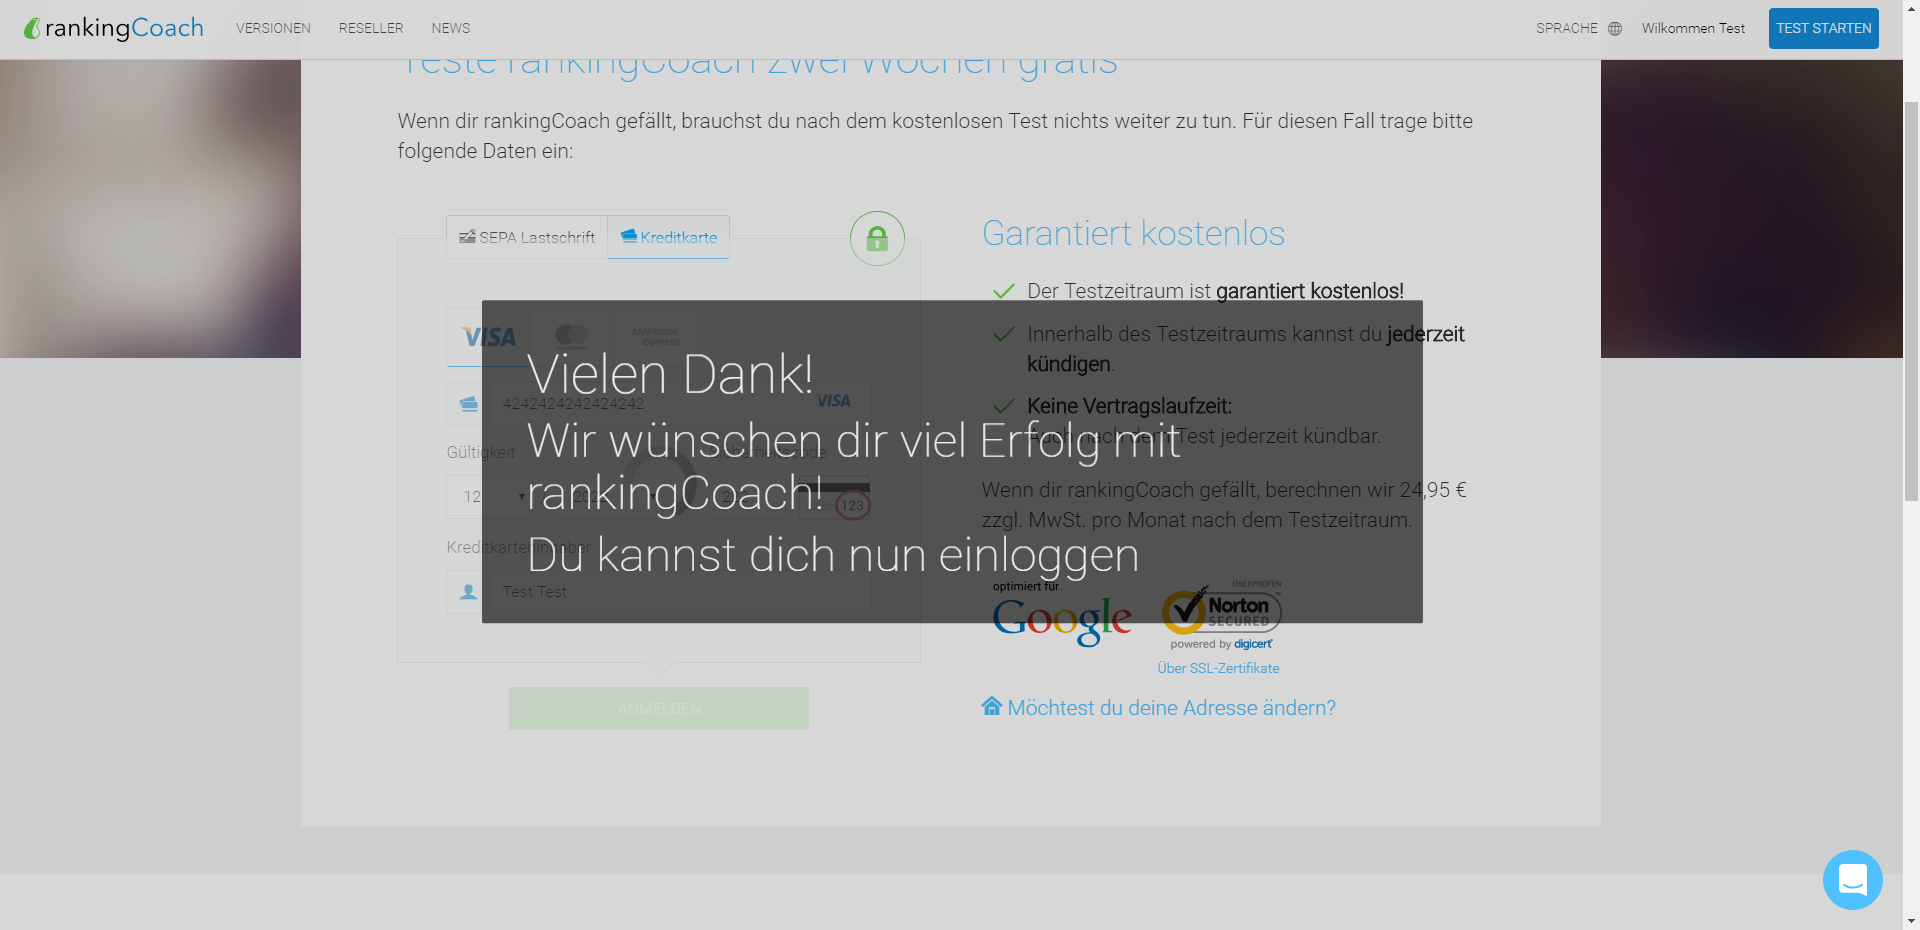 rankingCoach VERSIONEN RESELLER NEWS SPRACHE Wilkommen Test TEST STARTEN
Teste rankingCoach zwei Wochen gratis
Wenn dir rankingCoach gefällt, brauchst du nach dem kostenlosen Test nichts weiter zu tun. Für diesen Fall trage bitte
folgende Daten ein:
SEPA Lastschrift Kreditkarte
VISA MasterCard AMERICAN EXPRESS
4242424242424242 VISA
Gültigkeit Sicherheitscode
12
123
Kreditkarteninhaber
Test Test
ANMELDEN
Garantiert kostenlos
Der Testzeitraum ist garantiert kostenlos!
Innerhalb des Testzeitraums kannst du jederzeit
kündigen.
Keine Vertragslaufzeit:
Auch nach dem Test jederzeit kündbar.
Wenn dir rankingCoach gefällt, berechnen wir 24,95 €
zzgl. MwSt. pro Monat nach dem Testzeitraum.
optimiert für
Google
ÜBERPRÜFEN
Norton
SECURED
powered by digicert
Über SSL-Zertifikate
Möchtest du deine Adresse ändern?
Vielen Dank!
Wir wünschen dir viel Erfolg mit
rankingCoach!
Du kannst dich nun einloggen